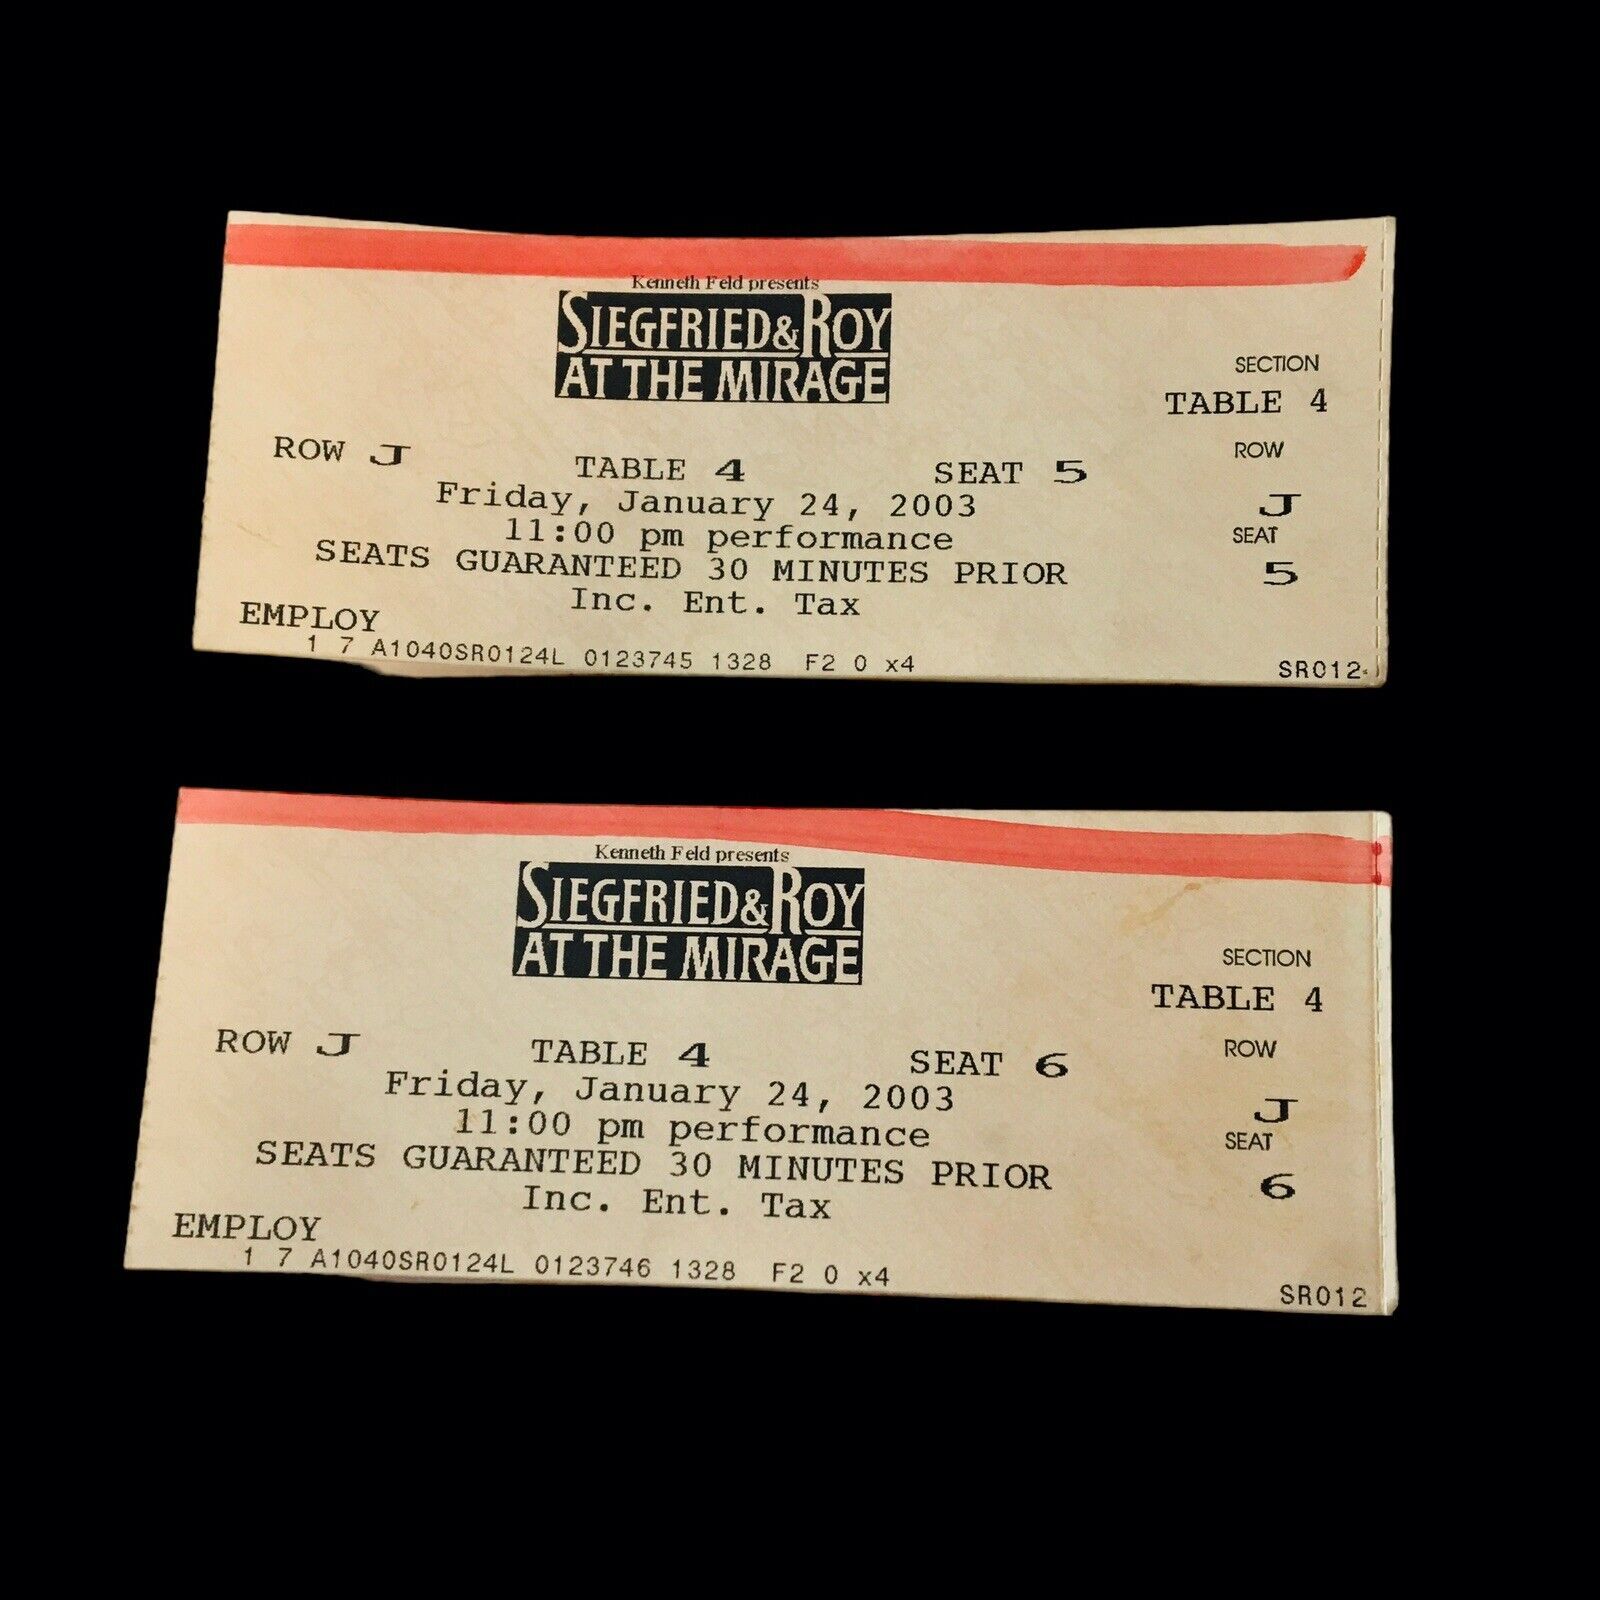 Kenneth Feld presents
SIEGFRIED & ROY
AT THE MIRAGE
SECTION
TABLE 4
ROW J TABLE 4 SEAT 5
ROW
Friday, January 24, 2003
J
11:00 pm performance
SEAT
SEATS GUARANTEED 30 MINUTES PRIOR
5
Inc. Ent. Tax
EMPLOY
1 7 A1040SR0124L 0123745 1328 F2 0 x4
SR012
Kenneth Feld presents
SIEGFRIED & ROY
AT THE MIRAGE
SECTION
TABLE 4
ROW J TABLE 4 SEAT 6
ROW
Friday, January 24, 2003
J
11:00 pm performance
SEAT
SEATS GUARANTEED 30 MINUTES PRIOR
6
Inc. Ent. Tax
EMPLOY
1 7 A1040SR0124L 0123746 1328 F2 0 x4
SR012